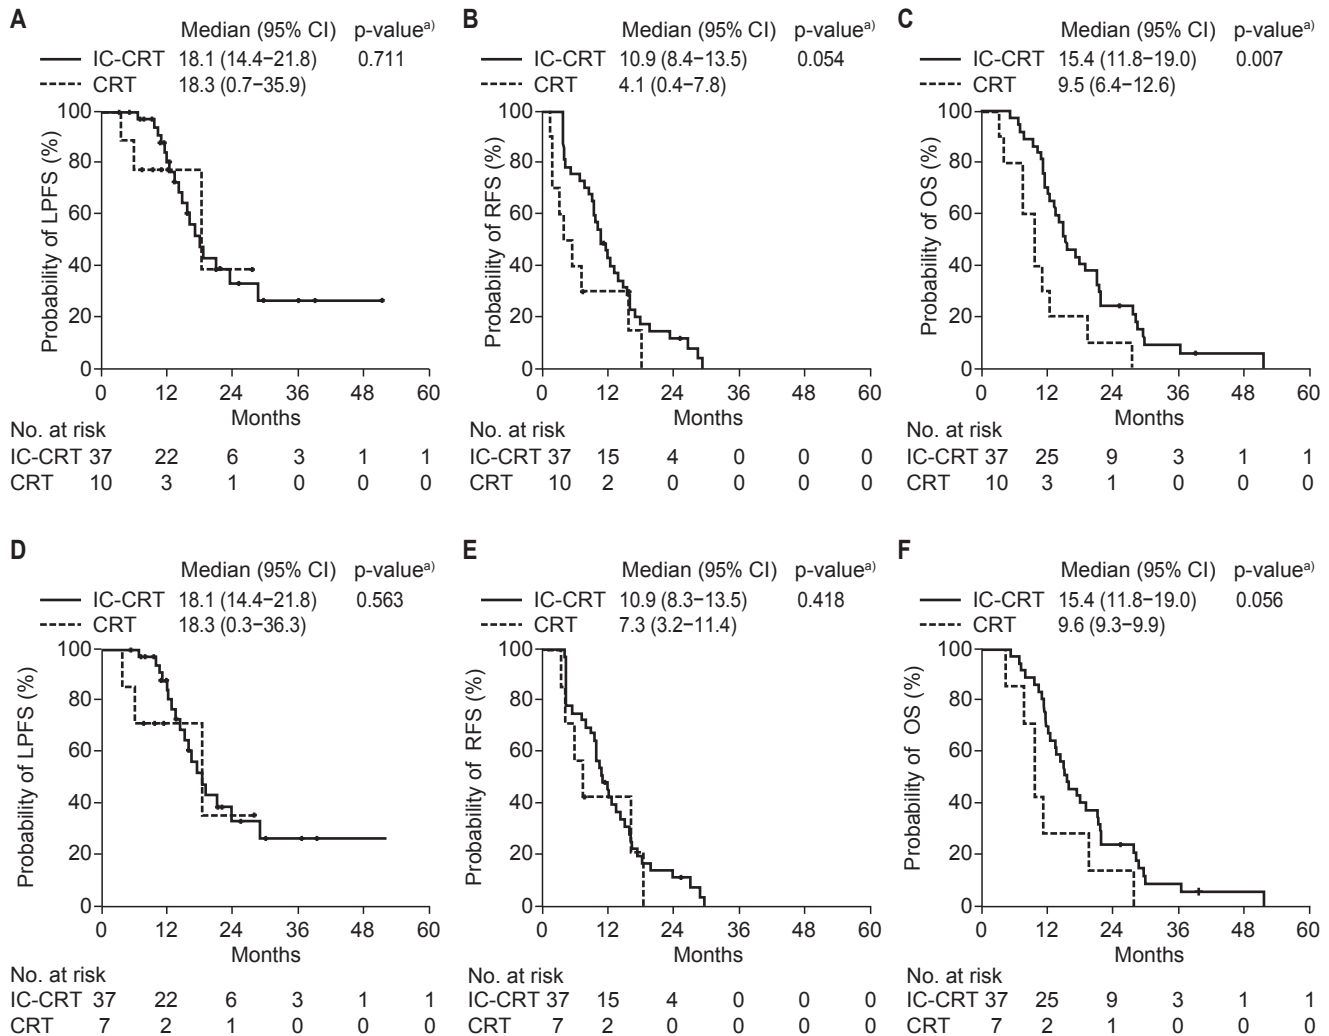 A
Median (95% CI) p-valueᵃ⁾
IC-CRT 18.1 (14.4−21.8) 0.711
CRT 18.3 (0.7−35.9)
Probability of LPFS (%)
100
80
60
40
20
0
0 12 24 36 48 60
Months
No. at risk
IC-CRT 37 22 6 3 1 1
CRT 10 3 1 0 0 0
B
Median (95% CI) p-valueᵃ⁾
IC-CRT 10.9 (8.4−13.5) 0.054
CRT 4.1 (0.4−7.8)
Probability of RFS (%)
100
80
60
40
20
0
0 12 24 36 48 60
Months
No. at risk
IC-CRT 37 15 4 0 0 0
CRT 10 2 0 0 0 0
C
Median (95% CI) p-valueᵃ⁾
IC-CRT 15.4 (11.8−19.0) 0.007
CRT 9.5 (6.4−12.6)
Probability of OS (%)
100
80
60
40
20
0
0 12 24 36 48 60
Months
No. at risk
IC-CRT 37 25 9 3 1 1
CRT 10 3 1 0 0 0
D
Median (95% CI) p-valueᵃ⁾
IC-CRT 18.1 (14.4−21.8) 0.563
CRT 18.3 (0.3−36.3)
Probability of LPFS (%)
100
80
60
40
20
0
0 12 24 36 48 60
Months
No. at risk
IC-CRT 37 22 6 3 1 1
CRT 7 2 1 0 0 0
E
Median (95% CI) p-valueᵃ⁾
IC-CRT 10.9 (8.3−13.5) 0.418
CRT 7.3 (3.2−11.4)
Probability of RFS (%)
100
80
60
40
20
0
0 12 24 36 48 60
Months
No. at risk
IC-CRT 37 15 4 0 0 0
CRT 7 2 0 0 0 0
F
Median (95% CI) p-valueᵃ⁾
IC-CRT 15.4 (11.8−19.0) 0.056
CRT 9.6 (9.3−9.9)
Probability of OS (%)
100
80
60
40
20
0
0 12 24 36 48 60
Months
No. at risk
IC-CRT 37 25 9 3 1 1
CRT 7 2 1 0 0 0